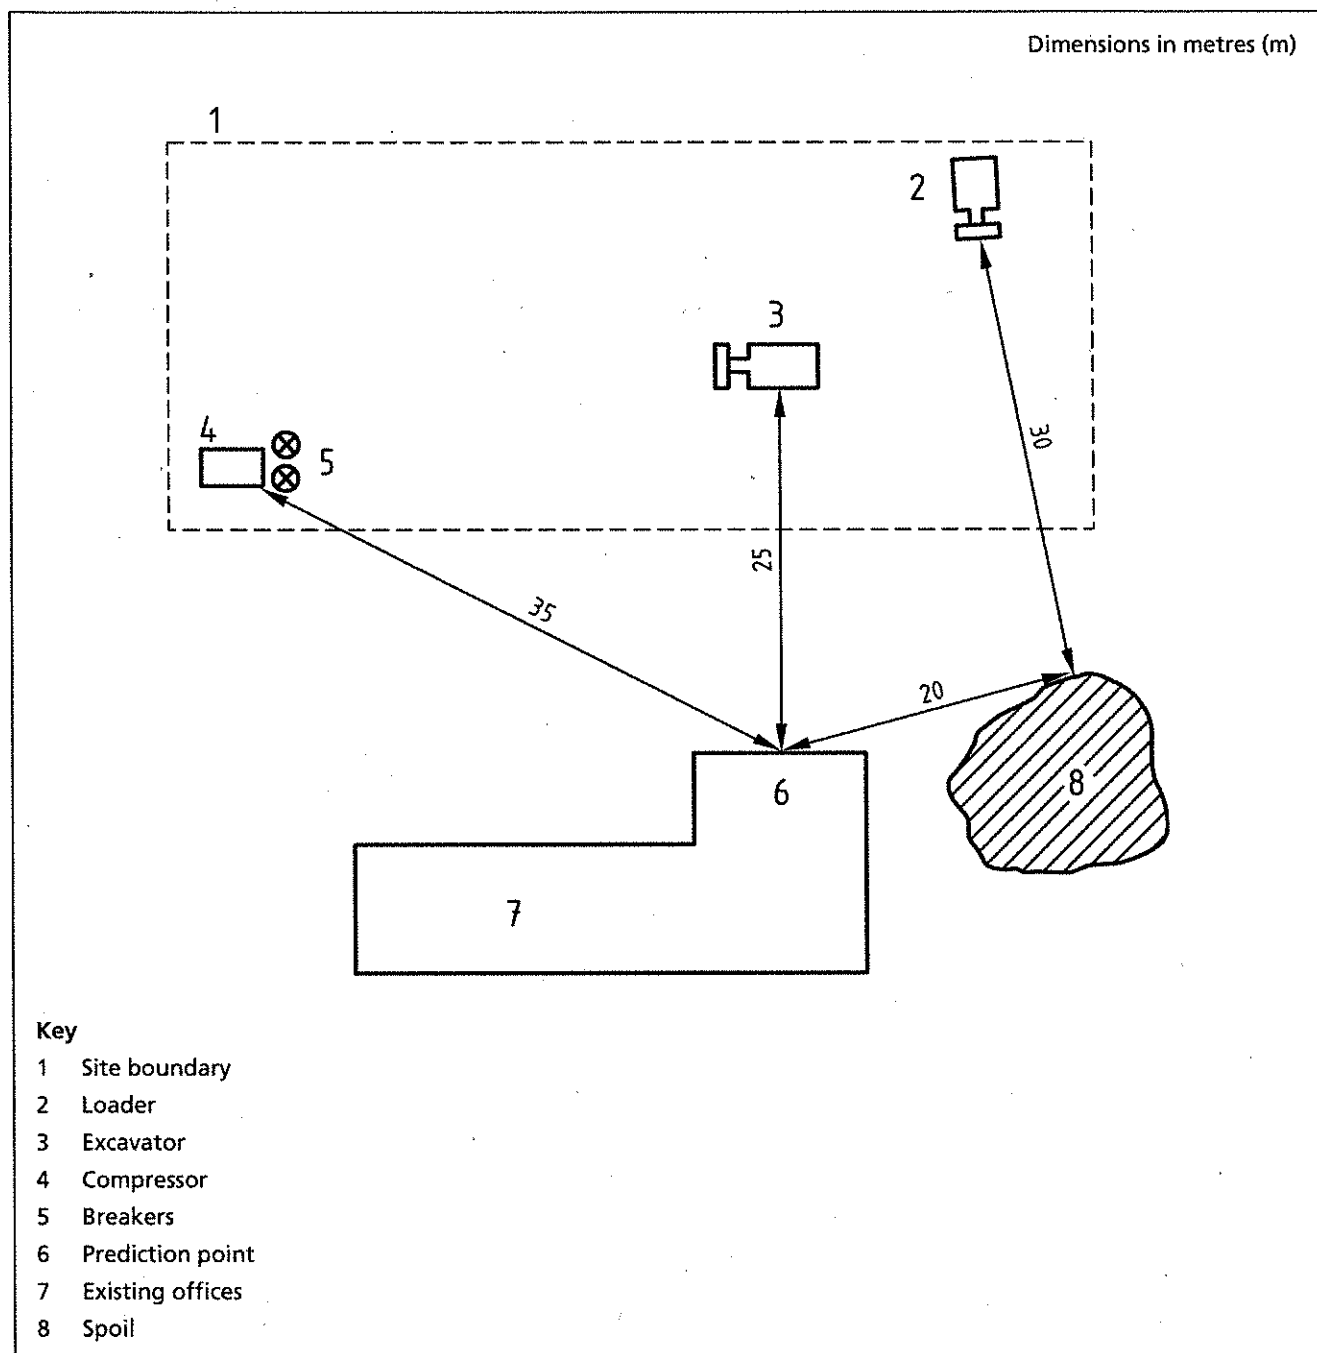 Dimensions in metres (m)
1
2
3
4
5
30
25
35
20
6
8
7
Key
1 Site boundary
2 Loader
3 Excavator
4 Compressor
5 Breakers
6 Prediction point
7 Existing offices
8 Spoil